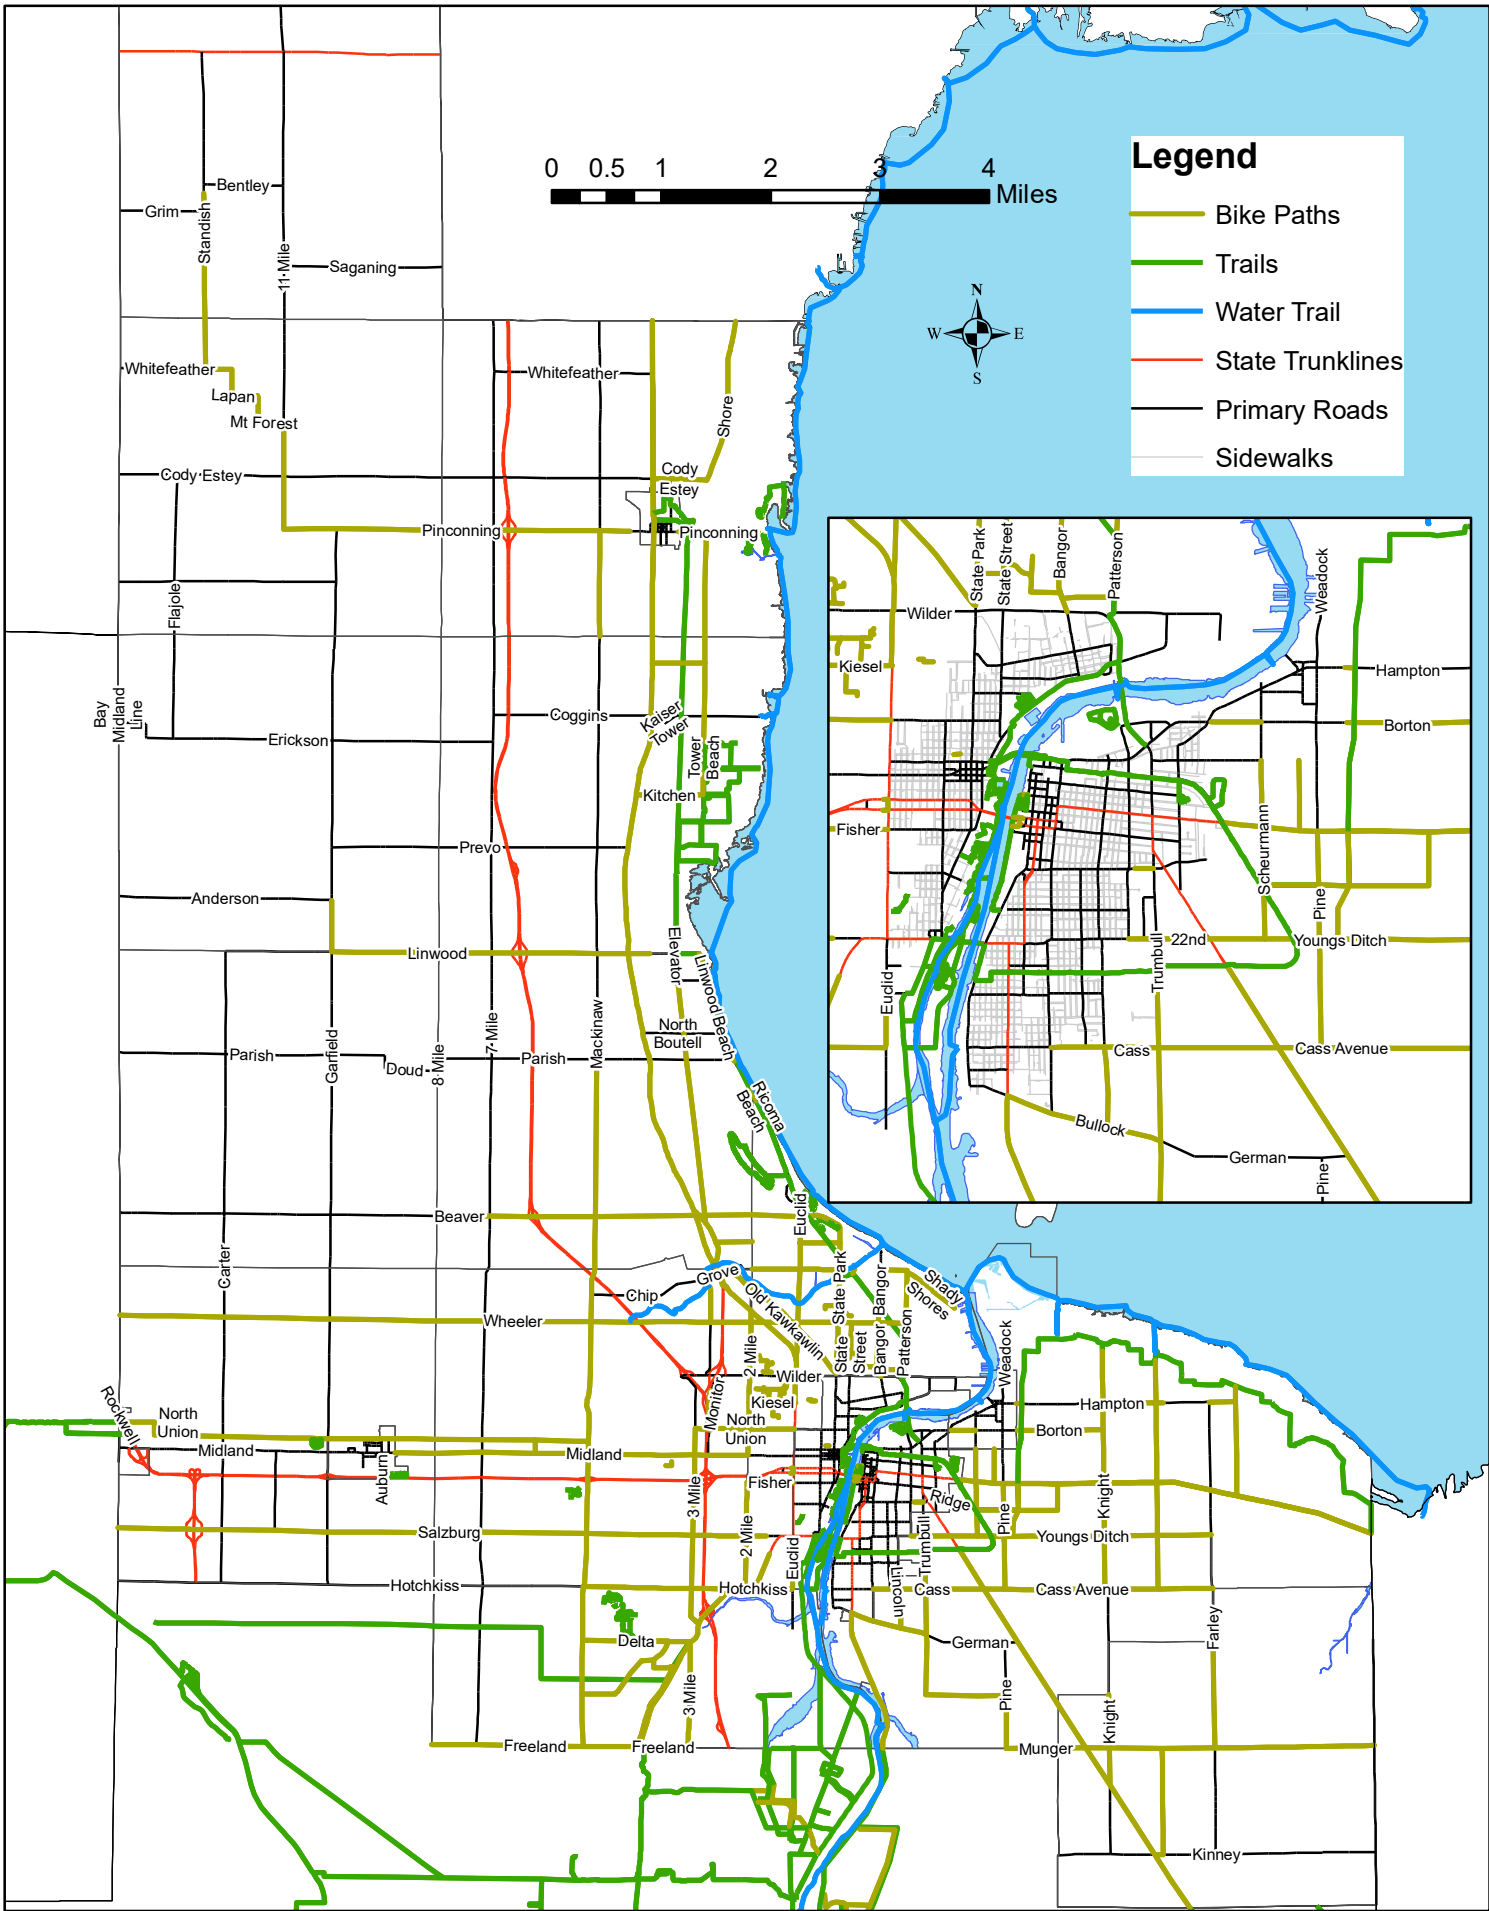 0 0.5 1 2 3 4
Miles
Legend
Bike Paths
Trails
Water Trail
State Trunklines
Primary Roads
Sidewalks
N
W E
S
Bentley
Grim
Standish
11 Mile
Saganing
Whitefeather
Whitefeather
Lapan
Mt Forest
Shore
Cody Estey
Cody
Estey
Pinconning
Pinconning
Flajole
Bay
Midland
Line
Coggins
Kaiser
Tower
Erickson
Tower
Beach
Kitchen
Prevo
Anderson
Linwood
Elevator
Linwood Beach
Garfield
8 Mile
7 Mile
Mackinaw
North
Boutell
Parish
Doud
Parish
Ricoma
Beach
Beaver
Euclid
Carter
Grove
Chip
Old Kawkawlin
State Park
Bangor
Shady
Shores
Wheeler
State
Street
Bangor
Patterson
Weadock
2 Mile
Wilder
Rockwell
Monitor
Kiesel
Hampton
North
Union
North
Union
Borton
Midland
Midland
Auburn
Fisher
3 Mile
Ridge
Knight
Pine
Salzburg
2 Mile
Trumbull
Youngs Ditch
Euclid
Hotchkiss
Hotchkiss
Lincoln
Cass
Cass Avenue
Farley
Delta
German
3 Mile
Pine
Knight
Freeland
Freeland
Munger
Kinney
State Park
State Street
Bangor
Patterson
Weadock
Wilder
Kiesel
Hampton
Borton
Fisher
Scheurmann
Pine
22nd
Youngs Ditch
Trumbull
Euclid
Cass
Cass Avenue
Bullock
German
Pine